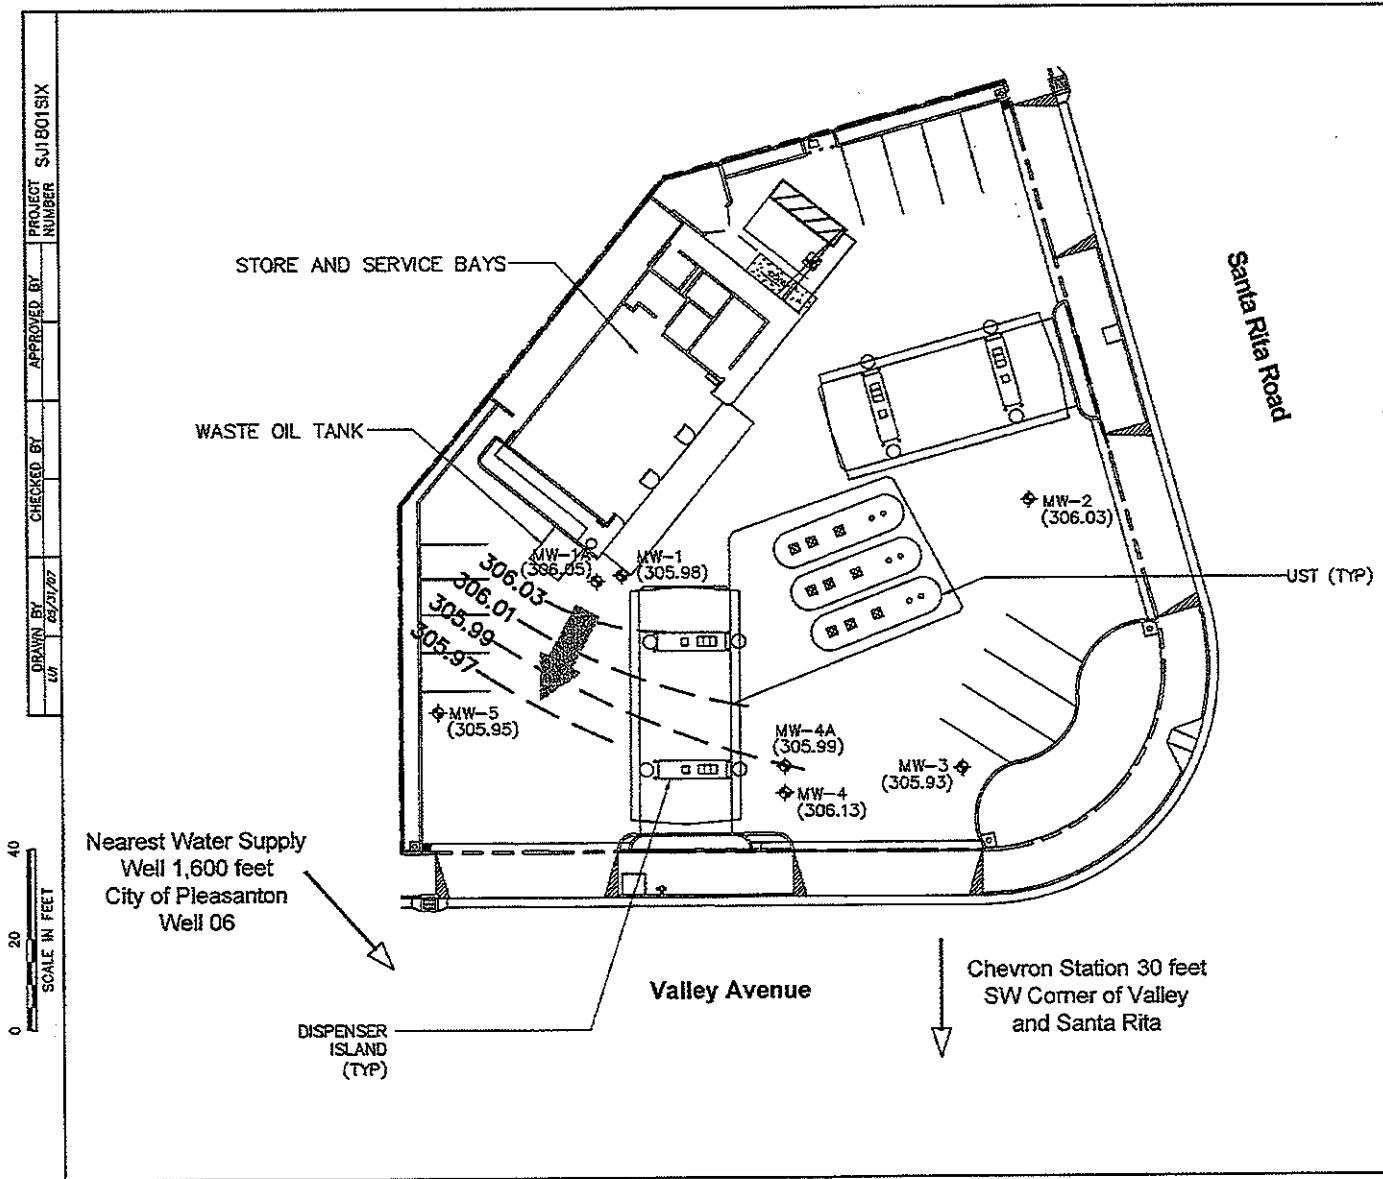 PROJECT
NUMBER
SJ1801SIX
APPROVED BY
CHECKED BY
DRAWN BY
05/31/07
STORE AND SERVICE BAYS
WASTE OIL TANK
Santa Rita Road
MW-2
(306.03)
MW-1A
(306.05)
MW-1
(305.98)
UST (TYP)
306.03
306.01
305.99
305.97
MW-5
(305.95)
MW-4A
(305.99)
MW-4
(306.13)
MW-3
(305.93)
Nearest Water Supply
Well 1,600 feet
City of Pleasanton
Well 06
Valley Avenue
Chevron Station 30 feet
SW Corner of Valley
and Santa Rita
DISPENSER
ISLAND
(TYP)
0 20 40
SCALE IN FEET